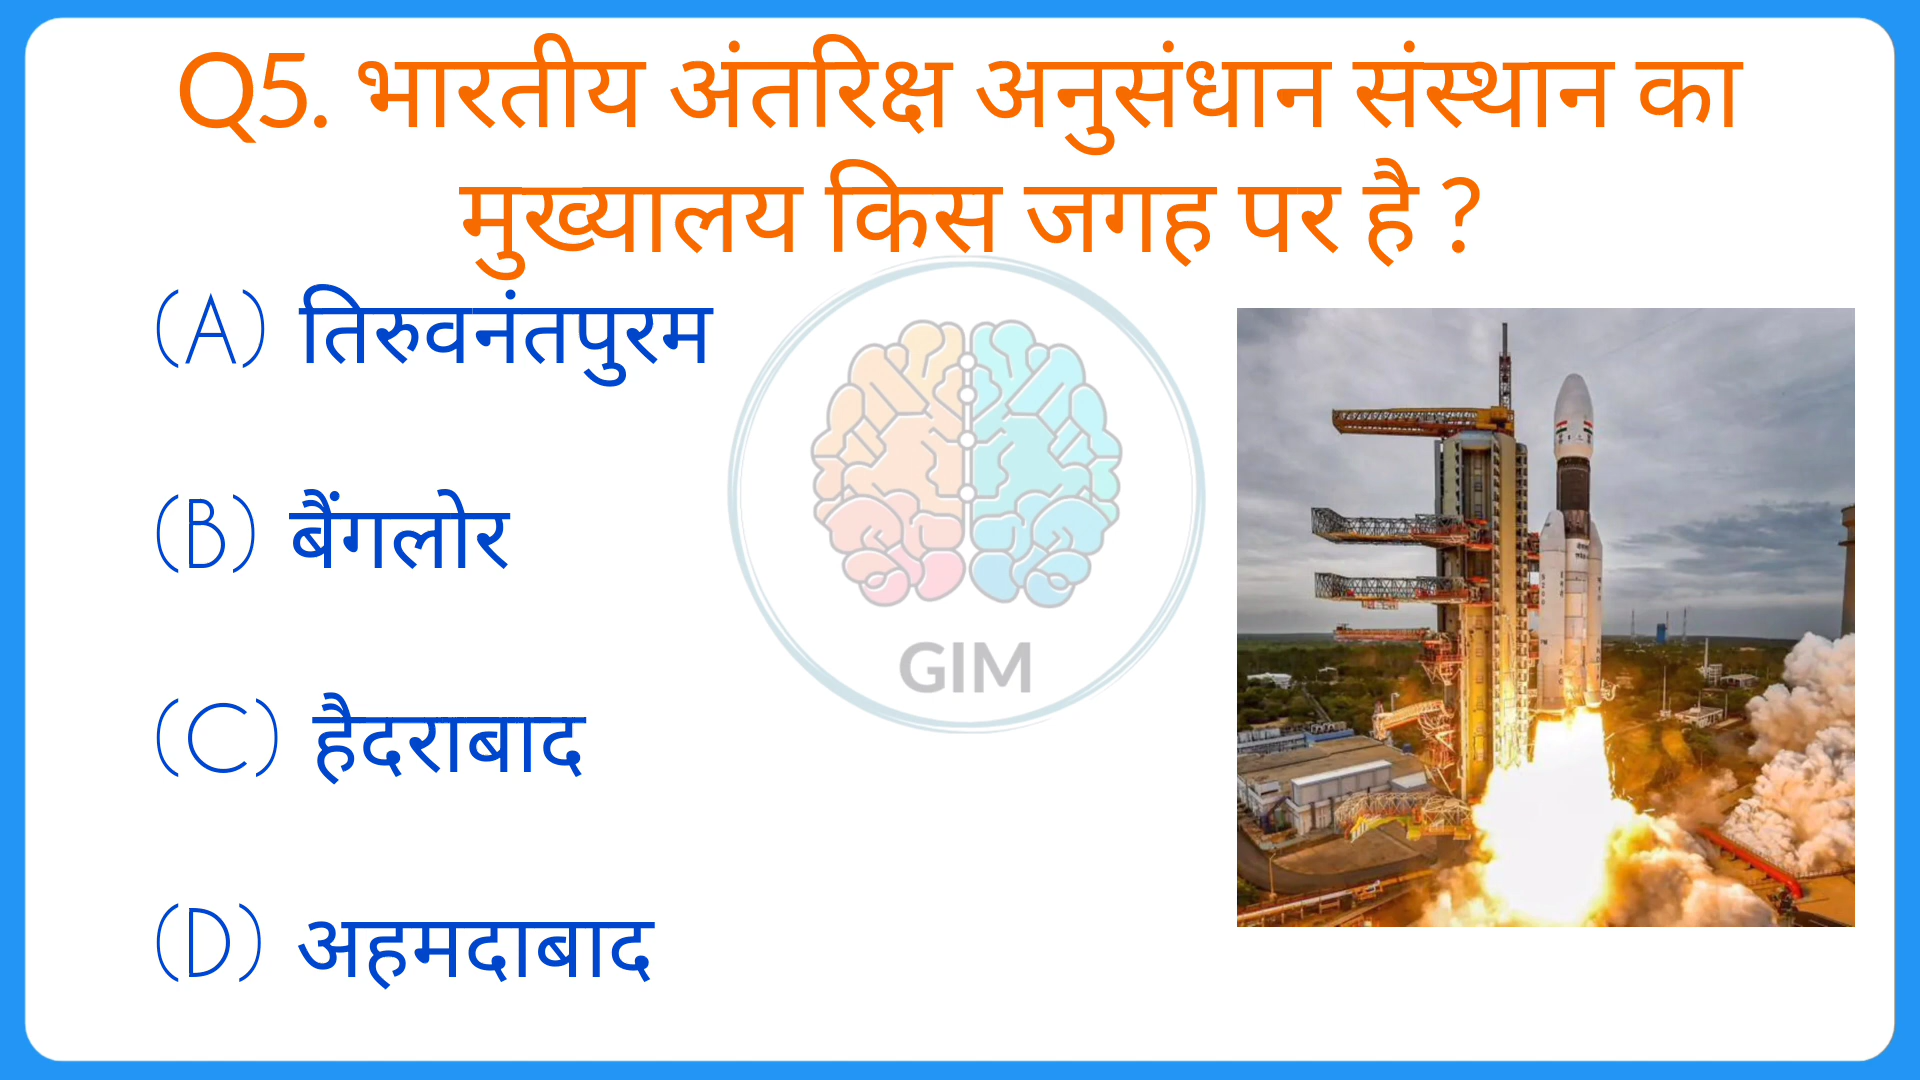 Q5. भारतीय अंतरिक्ष अनुसंधान संस्थान का
मुख्यालय किस जगह पर है ?
(A) तिरुवनंतपुरम
(B) बैंगलोर
(C) हैदराबाद
(D) अहमदाबाद
GIM